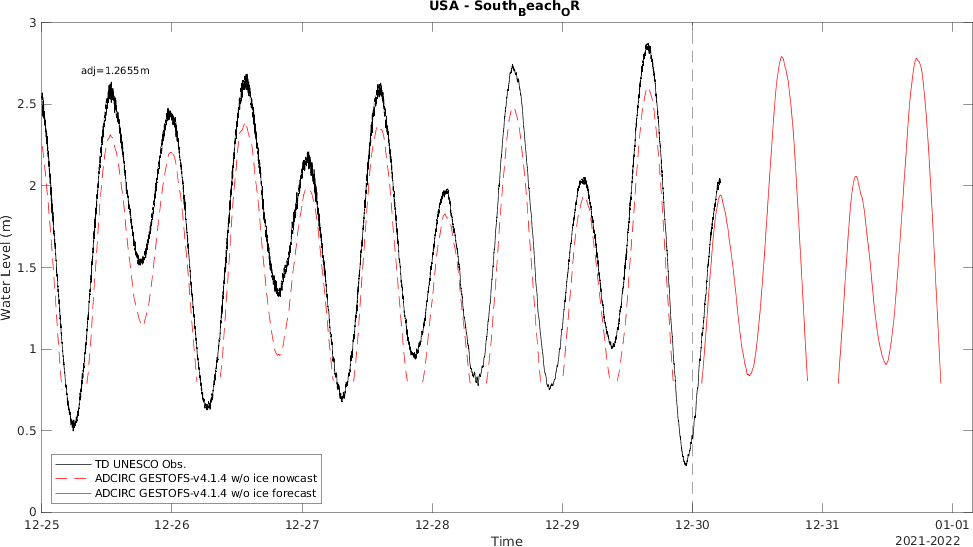 USA - SouthBeachOR
adj=1.2655m
3
2.5
2
1.5
1
0.5
0
Water Level (m)
TD UNESCO Obs.
ADCIRC GESTOFS-v4.1.4 w/o ice nowcast
ADCIRC GESTOFS-v4.1.4 w/o ice forecast
12-25 12-26 12-27 12-28 12-29 12-30 12-31 01-01
Time
2021-2022